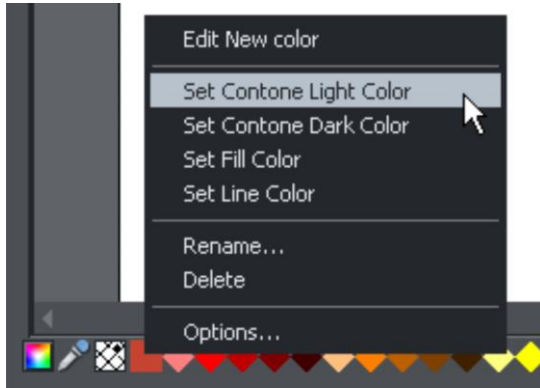 Edit New color
Set Contone Light Color
Set Contone Dark Color
Set Fill Color
Set Line Color
Rename...
Delete
Options...